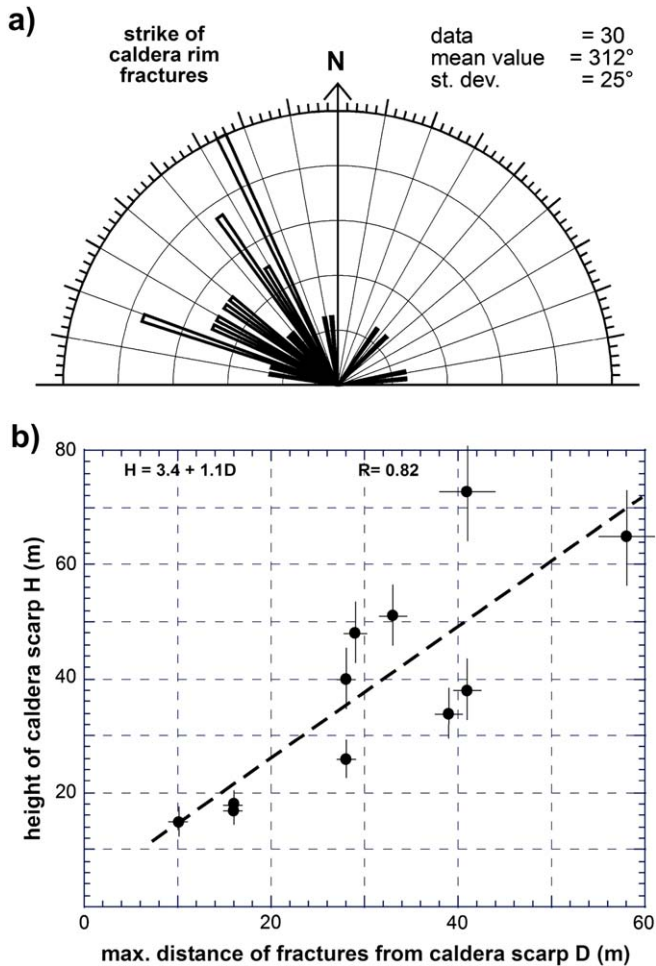 a)
strike of
caldera rim
fractures
N
data = 30
mean value = 312°
st. dev. = 25°
b)
H = 3.4 + 1.1D R= 0.82
80
60
40
20
0 20 40 60
height of caldera scarp H (m)
max. distance of fractures from caldera scarp D (m)